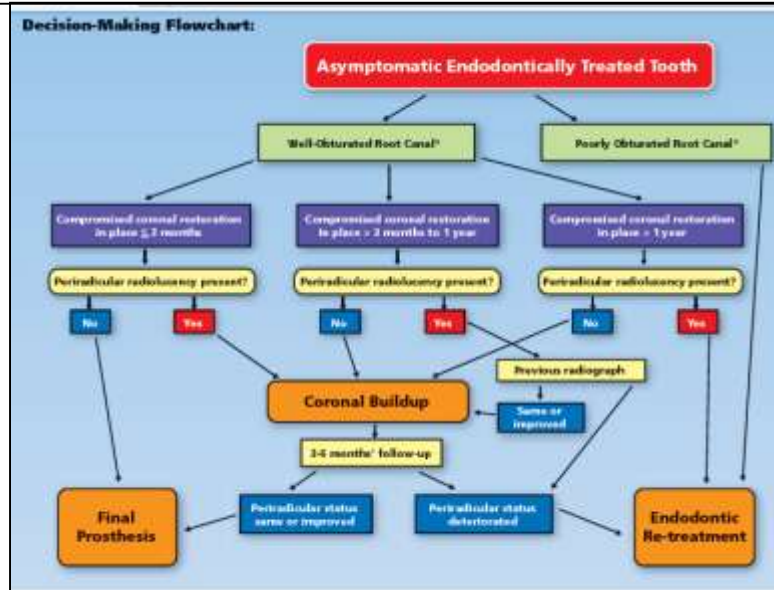 Decision-Making Flowchart:
Asymptomatic Endodontically Treated Tooth
Well-Obturated Root Canal*
Poorly Obturated Root Canal*
Compromised coronal restoration
in place ≤ 3 months
Compromised coronal restoration
in place > 3 months to 1 year
Compromised coronal restoration
in place > 1 year
Periradicular radiolucency present?
Periradicular radiolucency present?
Periradicular radiolucency present?
No
Yes
No
Yes
No
Yes
Previous radiograph
Coronal Buildup
Same or
improved
3-6 months' follow-up
Final
Prosthesis
Periradicular status
same or improved
Periradicular status
deteriorated
Endodontic
Re-treatment